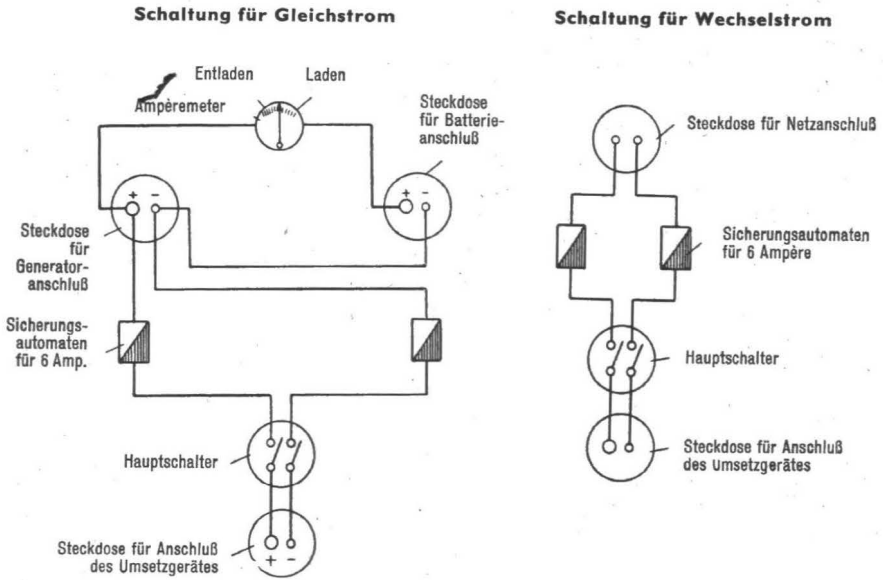 Schaltung für Gleichstrom
Entladen
Laden
Ampèremeter
Steckdose
für Batterie-
anschluß
+ −
+ −
Steckdose
für
Generator-
anschluß
Sicherungs-
automaten
für 6 Amp.
Hauptschalter
Steckdose für Anschluß
des Umsetzgerätes
+ −
Schaltung für Wechselstrom
Steckdose für Netzanschluß
Sicherungsautomaten
für 6 Ampère
Hauptschalter
Steckdose für Anschluß
des Umsetzgerätes